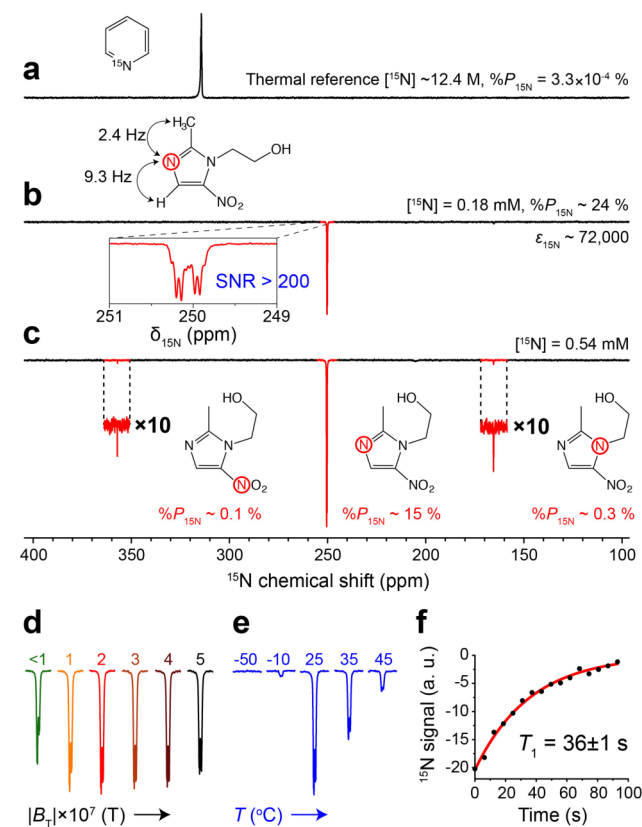 a
15N
Thermal reference [15N] ~12.4 M, %P15N = 3.3×10-4 %
2.4 Hz
H3C
N
N
OH
9.3 Hz
H
NO2
b
[15N] = 0.18 mM, %P15N ~ 24 %
ε15N ~ 72,000
SNR > 200
251 250 249
δ15N (ppm)
c
[15N] = 0.54 mM
×10
×10
HO
HO
HO
N
N
NO2
N
N
NO2
N
N
NO2
%P15N ~ 0.1 %
%P15N ~ 15 %
%P15N ~ 0.3 %
400 350 300 250 200 150 100
15N chemical shift (ppm)
d
<1 1 2 3 4 5
|BT|×107 (T)
e
-50 -10 25 35 45
T (oC)
f
0
-5
-10
-15
-20
15N signal (a. u.)
T1 = 36±1 s
0 20 40 60 80 100
Time (s)